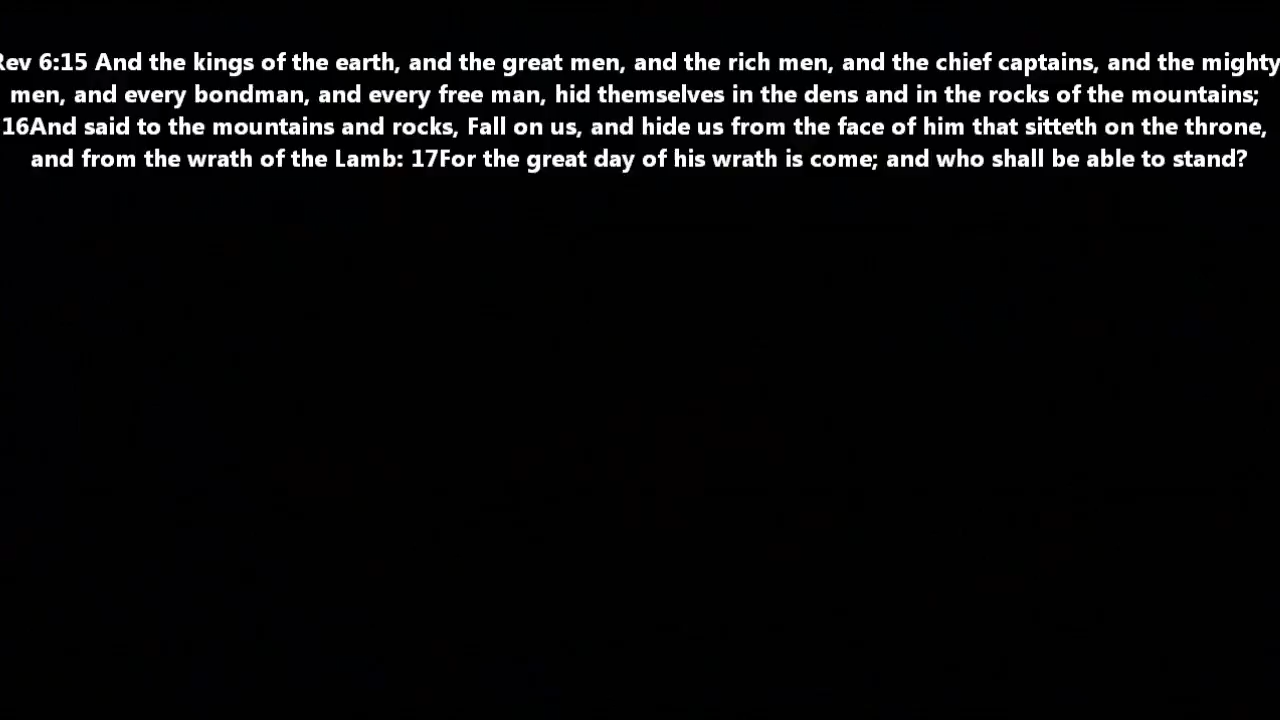 Rev 6:15 And the kings of the earth, and the great men, and the rich men, and the chief captains, and the mighty
men, and every bondman, and every free man, hid themselves in the dens and in the rocks of the mountains;
16And said to the mountains and rocks, Fall on us, and hide us from the face of him that sitteth on the throne,
and from the wrath of the Lamb: 17For the great day of his wrath is come; and who shall be able to stand?